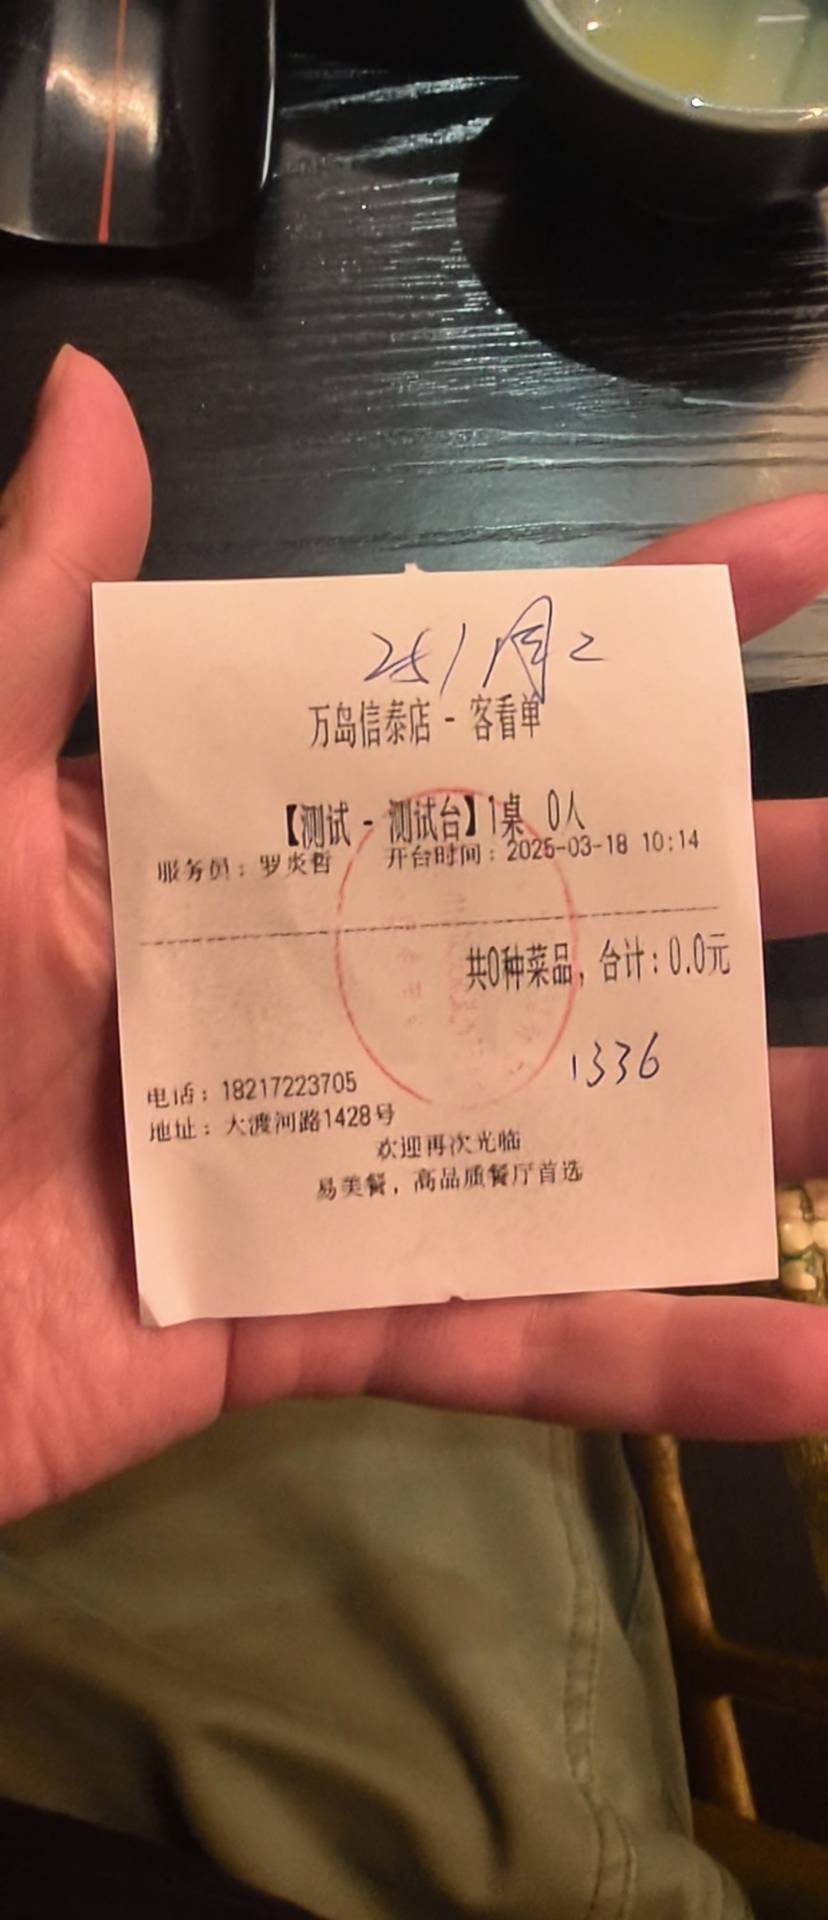 万岛信泰店 - 客看单
【测试 - 测试台】1桌 0人
服务员：罗炎哲 开台时间：2025-03-18 10:14
共0种菜品，合计：0.0元
1336
电话：18217223705
地址：大渡河路1428号
欢迎再次光临
易美餐，高品质餐厅首选